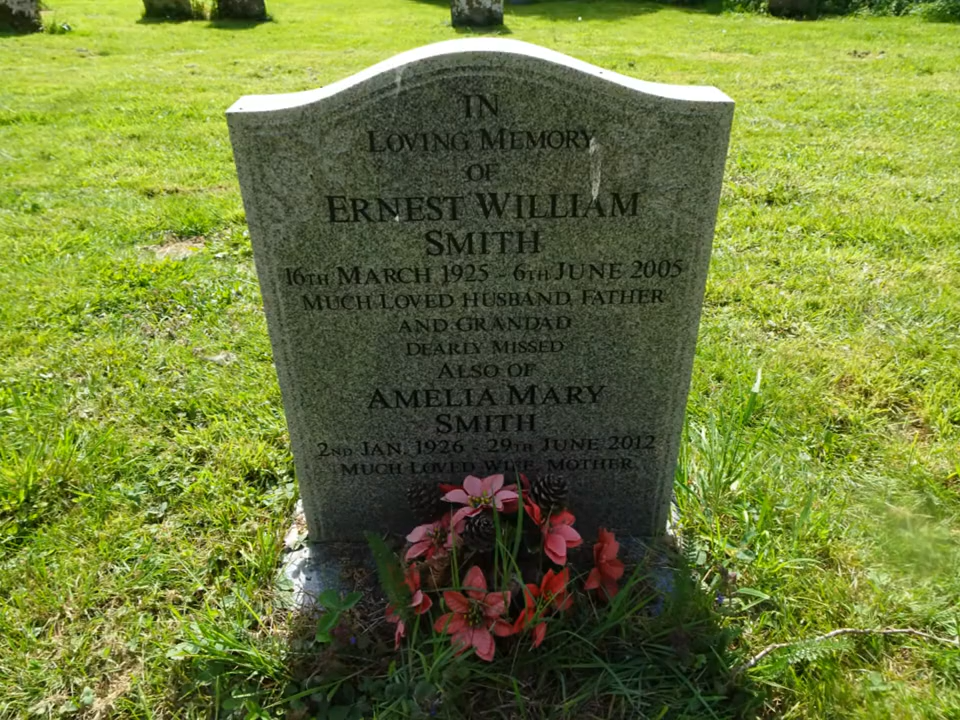 IN
LOVING MEMORY
OF
ERNEST WILLIAM
SMITH
16TH MARCH 1925 - 6TH JUNE 2005
MUCH LOVED HUSBAND, FATHER
AND GRANDAD
DEARLY MISSED
ALSO OF
AMELIA MARY
SMITH
2ND JAN. 1926 - 29TH JUNE 2012
MUCH LOVED WIFE, MOTHER